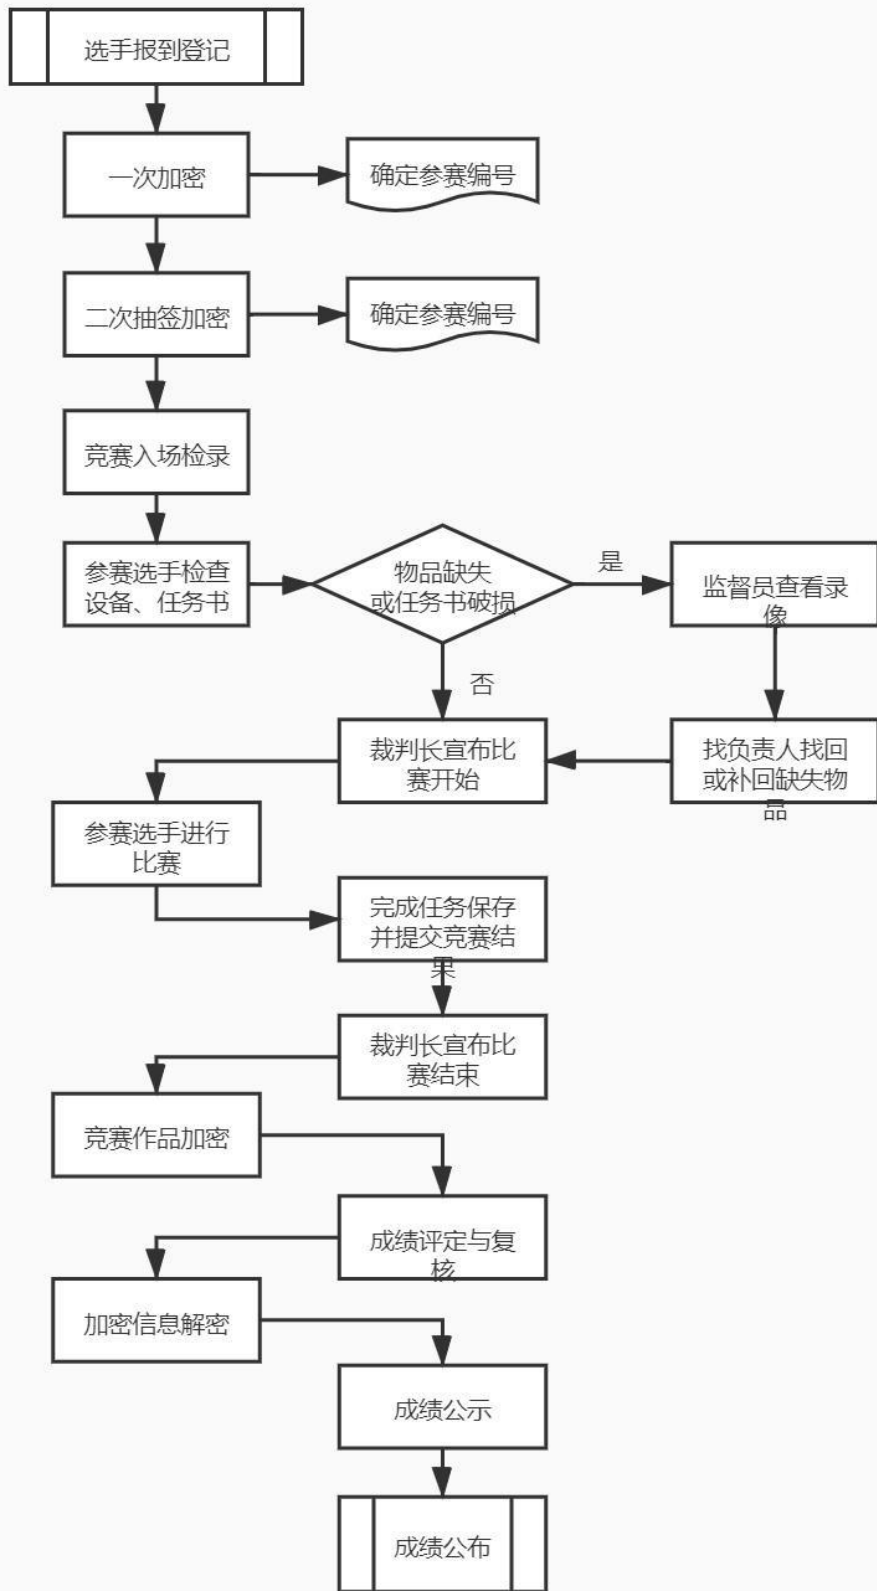 选手报到登记
一次加密
确定参赛编号
二次抽签加密
确定参赛编号
竞赛入场检录
参赛选手检查
设备、任务书
物品缺失
或任务书破损
是
监督员查看录
像
否
裁判长宣布比
赛开始
找负责人找回
或补回缺失物
品
参赛选手进行
比赛
完成任务保存
并提交竞赛结
果
裁判长宣布比
赛结束
竞赛作品加密
成绩评定与复
核
加密信息解密
成绩公示
成绩公布